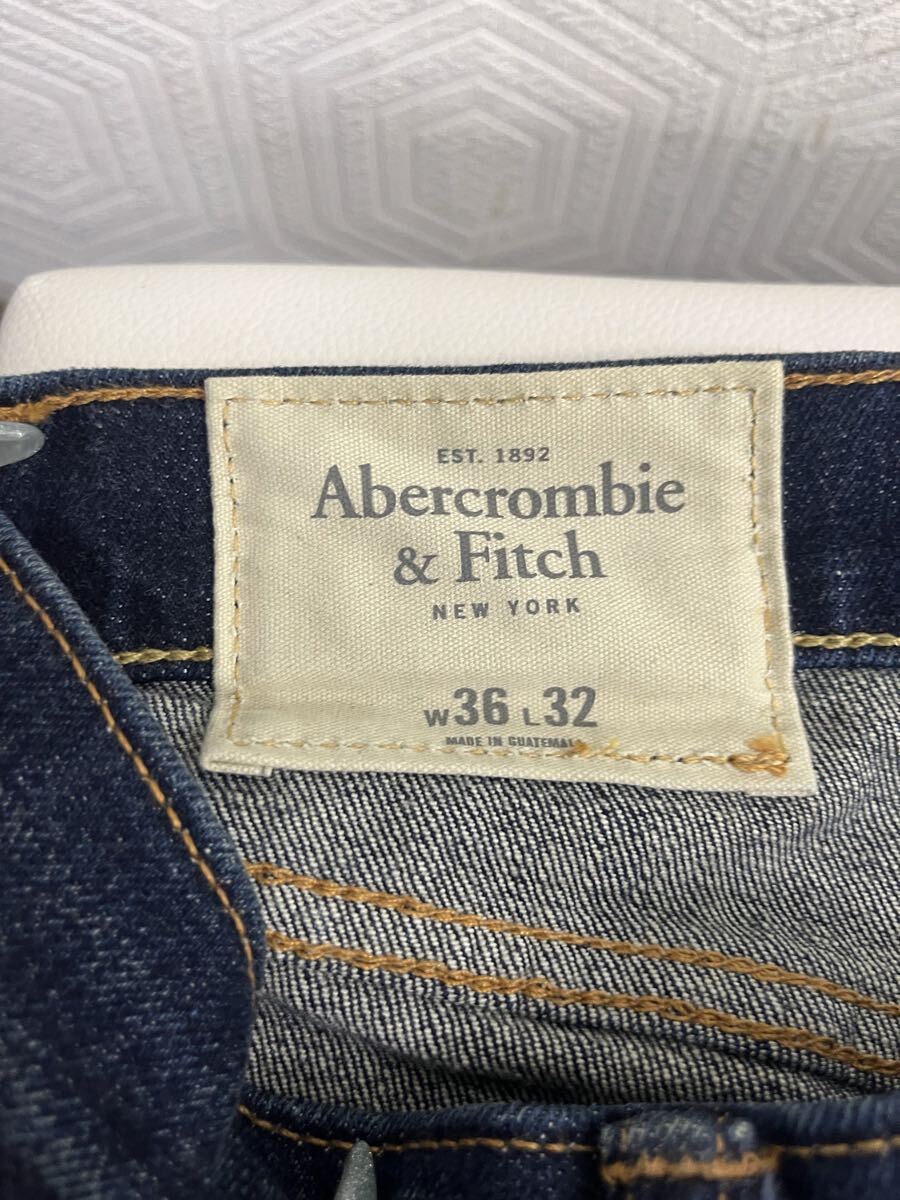 EST. 1892
Abercrombie
& Fitch
NEW YORK
W36 L32
MADE IN GUATEMALA